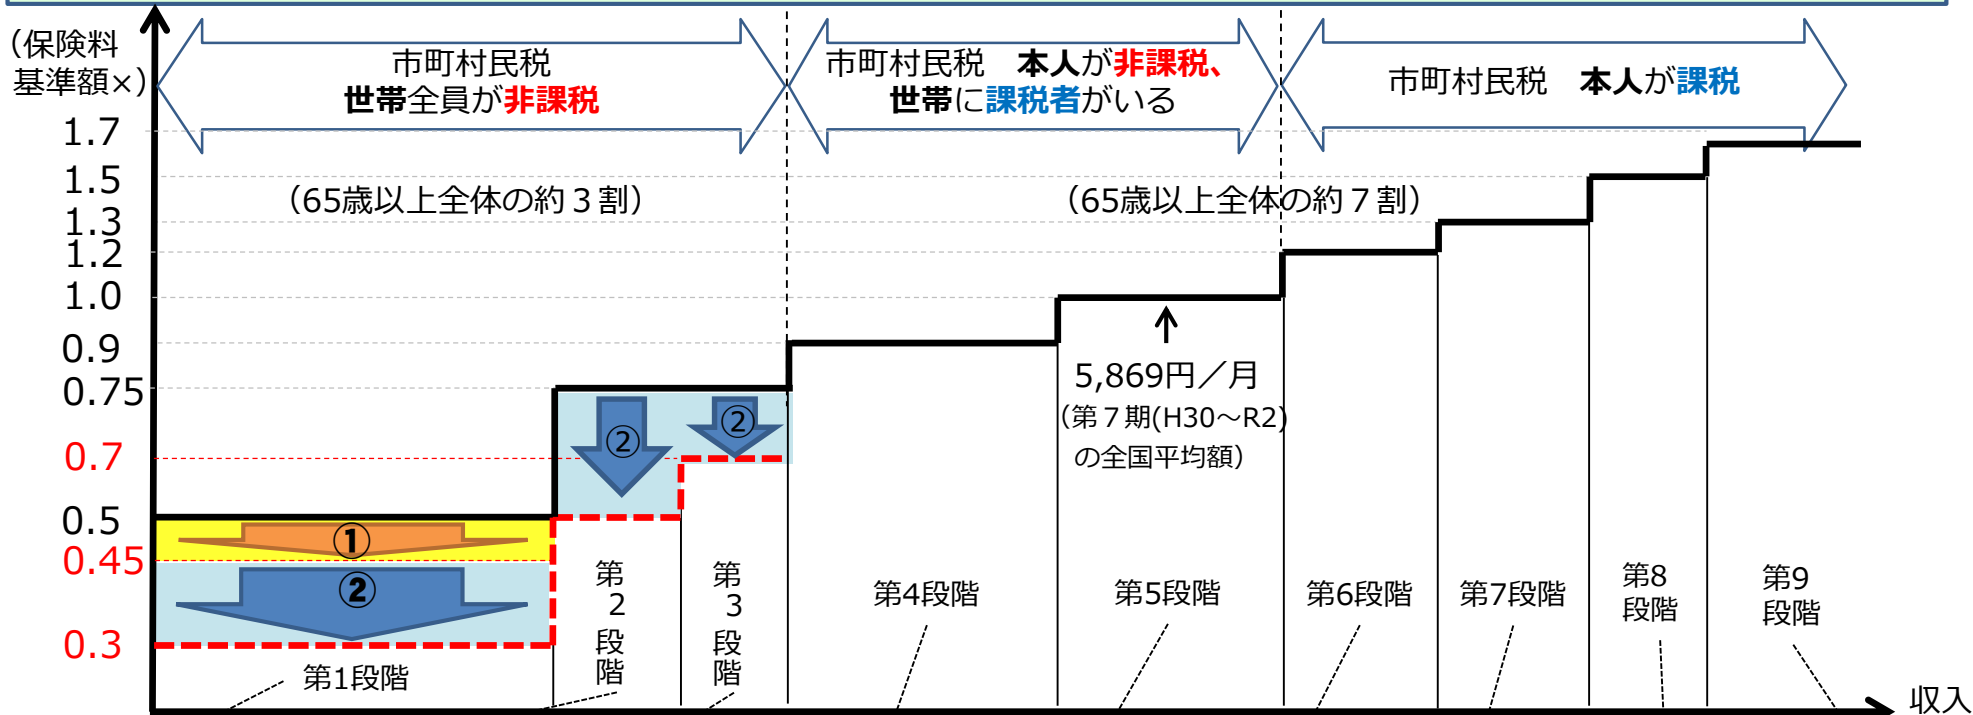 （保険料
基準額×）
市町村民税
世帯全員が非課税
市町村民税　本人が非課税、
世帯に課税者がいる
市町村民税　本人が課税
1.7
1.5
1.3
1.2
1.0
0.9
0.75
0.7
0.5
0.45
0.3
（65歳以上全体の約３割）
（65歳以上全体の約７割）
5,869円／月
（第７期(H30～R2)
の全国平均額）
②
②
①
②
第1段階
第２段階
第３段階
第4段階
第5段階
第6段階
第7段階
第8
段階
第9
段階
収入